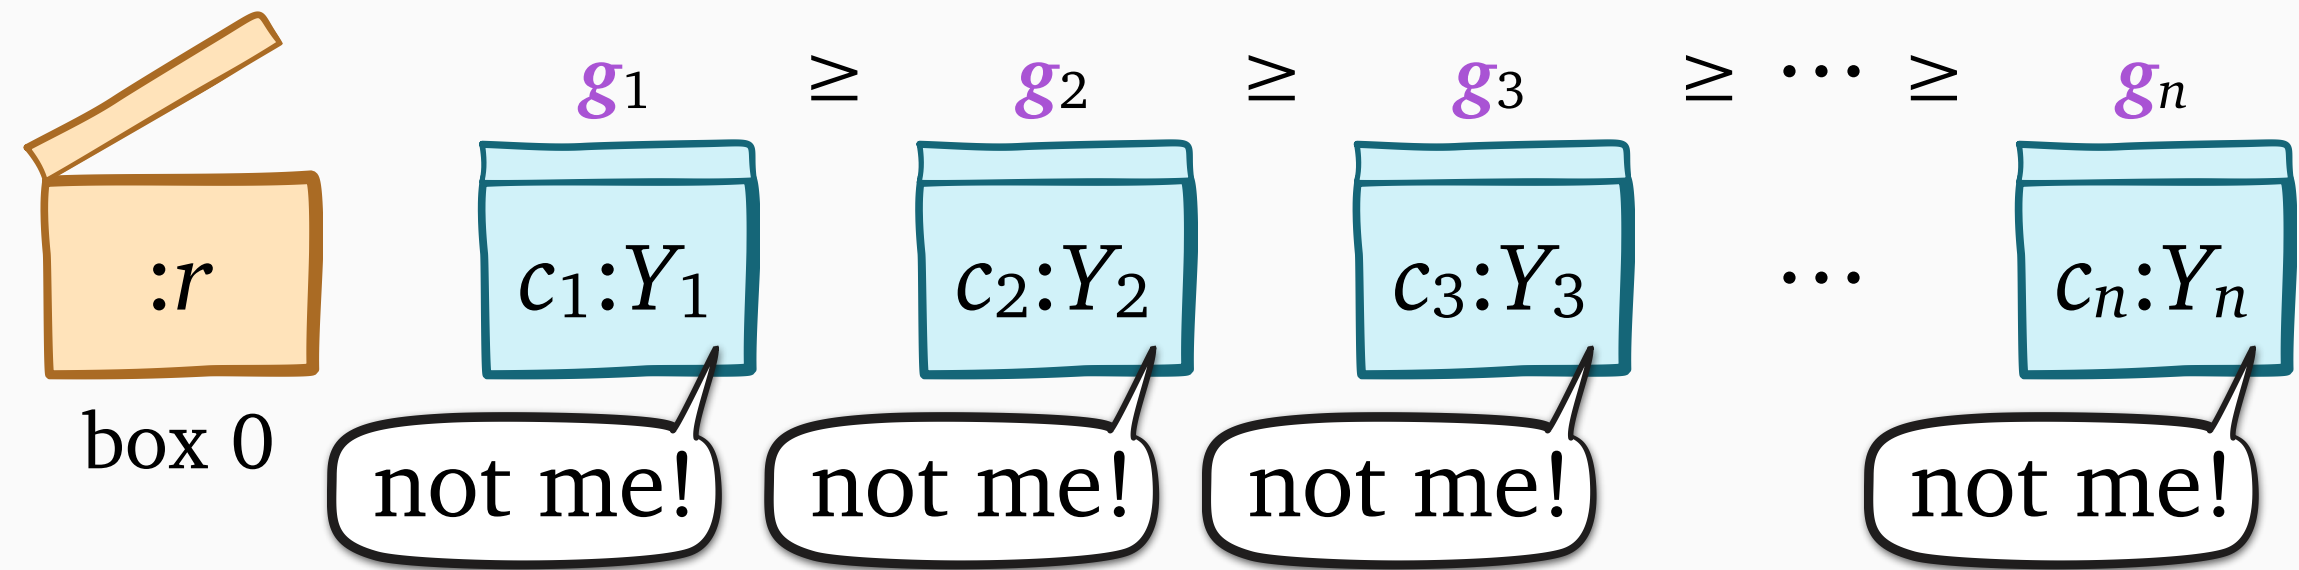 g₁ ≥ g₂ ≥ g₃ ≥ ⋯ ≥ gₙ
:r c₁:Y₁ c₂:Y₂ c₃:Y₃ ⋯ cₙ:Yₙ
box 0
not me! not me! not me! not me!